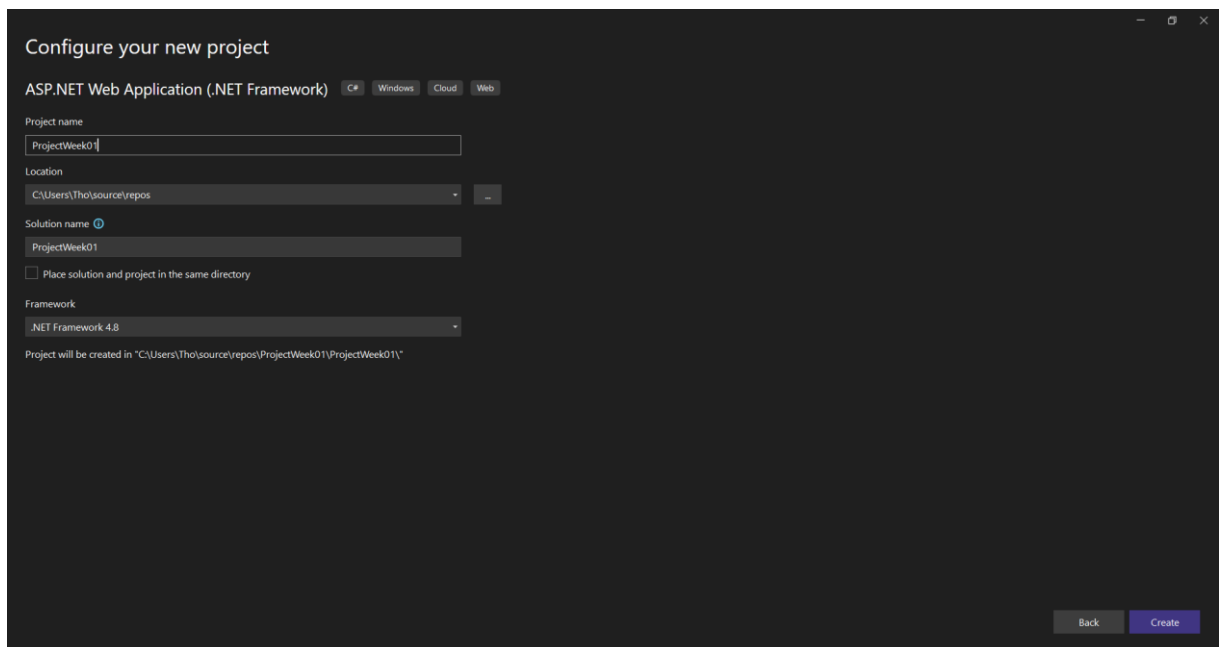 Configure your new project
ASP.NET Web Application (.NET Framework) C# Windows Cloud Web
Project name
ProjectWeek01
Location
C:\Users\Tho\source\repos
...
Solution name
ProjectWeek01
Place solution and project in the same directory
Framework
.NET Framework 4.8
Project will be created in "C:\Users\Tho\source\repos\ProjectWeek01\ProjectWeek01\"
Back Create